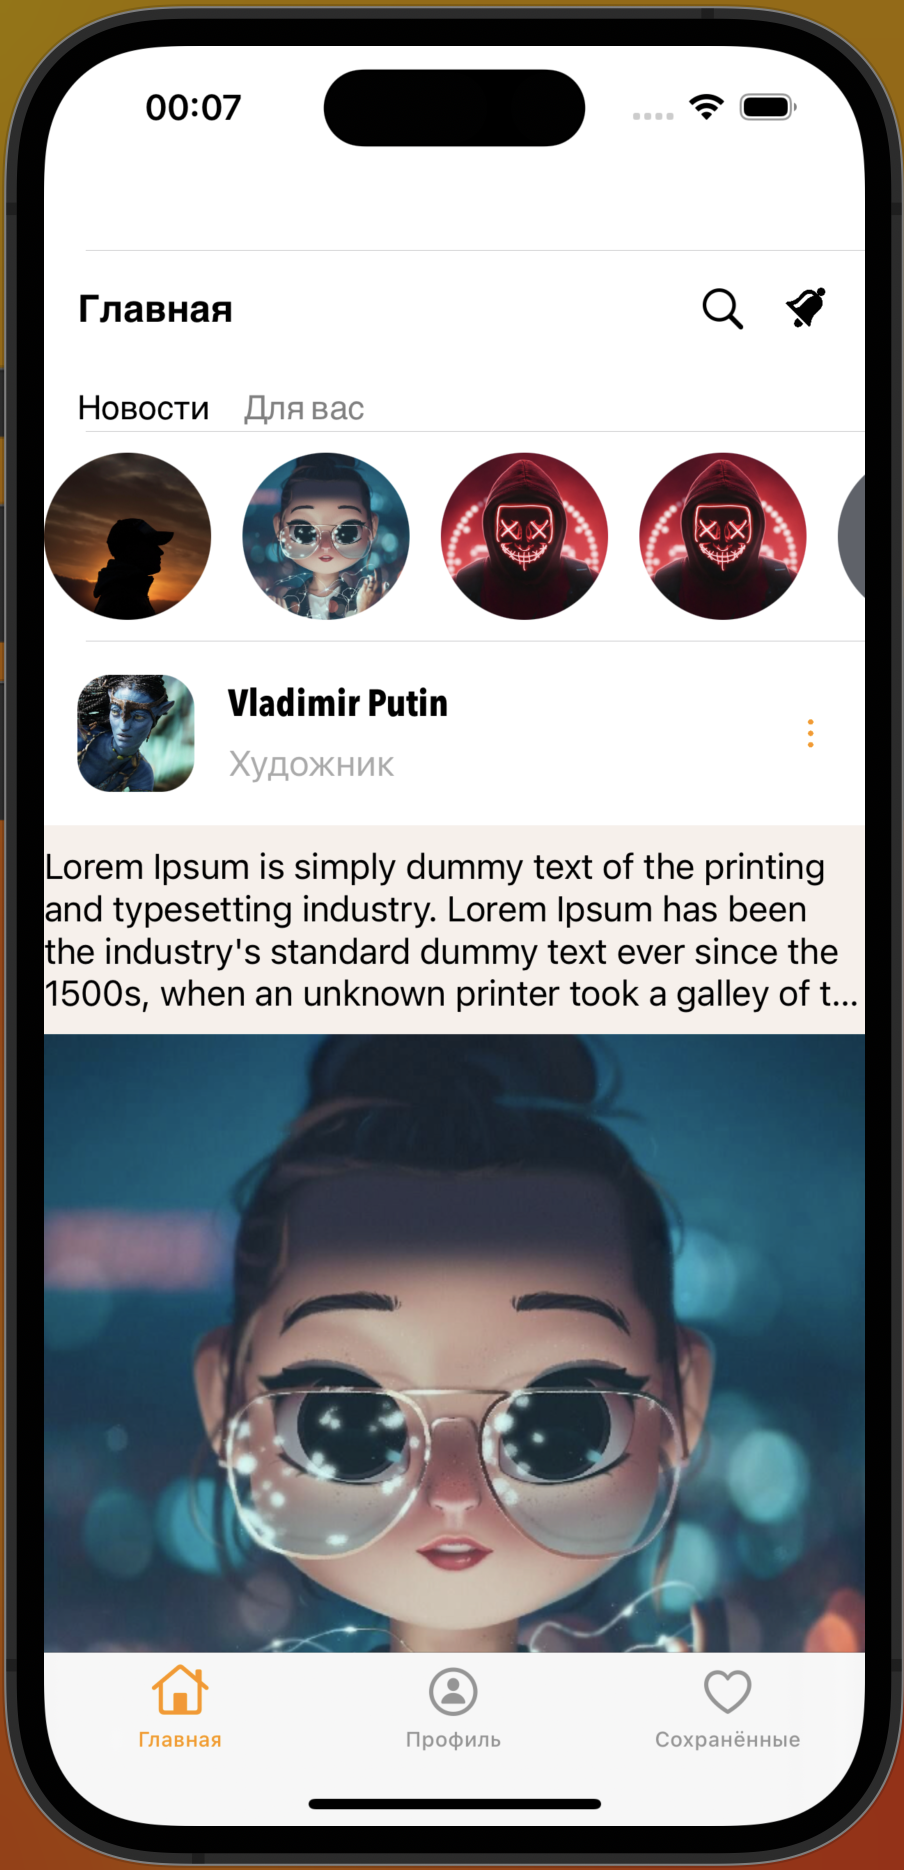 00:07
Главная
Новости Для вас
Vladimir Putin
Художник
Lorem Ipsum is simply dummy text of the printing
and typesetting industry. Lorem Ipsum has been
the industry's standard dummy text ever since the
1500s, when an unknown printer took a galley of t...
Главная Профиль Сохранённые